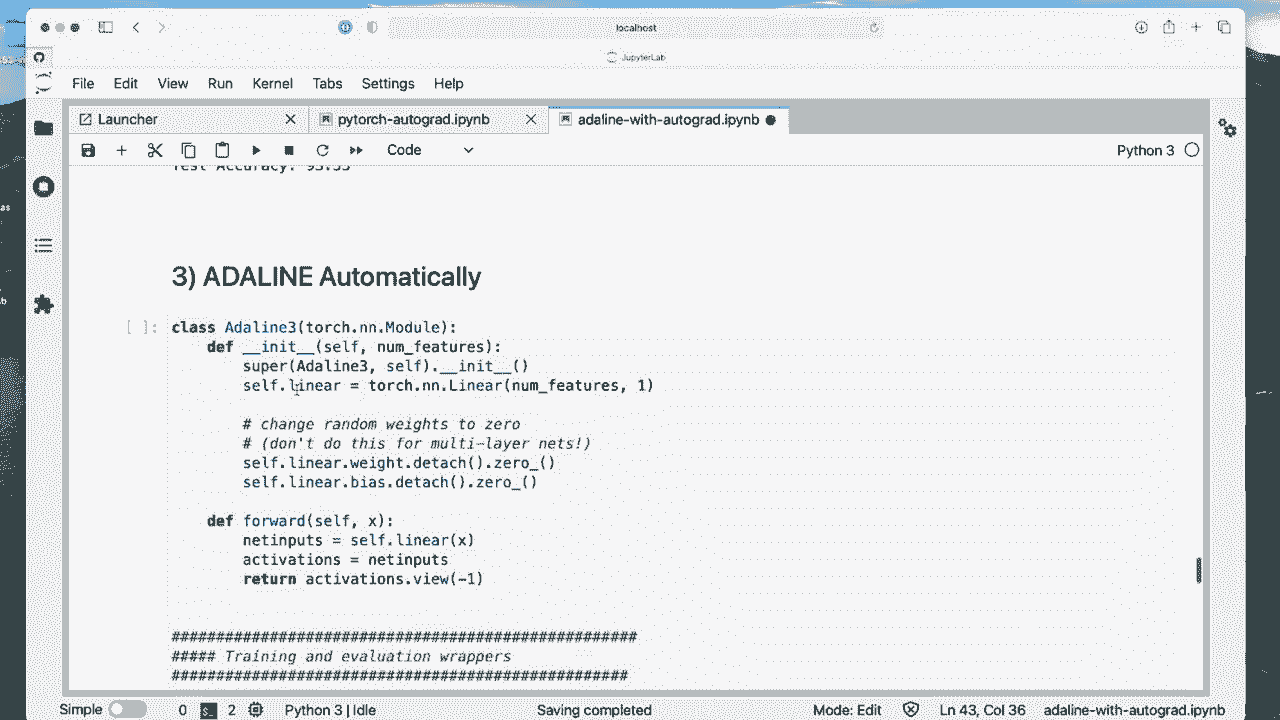 localhost
JupyterLab
File Edit View Run Kernel Tabs Settings Help
Launcher pytorch-autograd.ipynb adaline-with-autograd.ipynb
Code Python 3
Test Accuracy: 93.33
3) ADALINE Automatically
[ ]: class Adaline3(torch.nn.Module):
def __init__(self, num_features):
super(Adaline3, self).__init__()
self.linear = torch.nn.Linear(num_features, 1)
# change random weights to zero
# (don't do this for multi-layer nets!)
self.linear.weight.detach().zero_()
self.linear.bias.detach().zero_()
def forward(self, x):
netinputs = self.linear(x)
activations = netinputs
return activations.view(-1)
####################################################
##### Training and evaluation wrappers
###################################################
Simple 0 2 Python 3 | Idle Saving completed Mode: Edit Ln 43, Col 36 adaline-with-autograd.ipynb